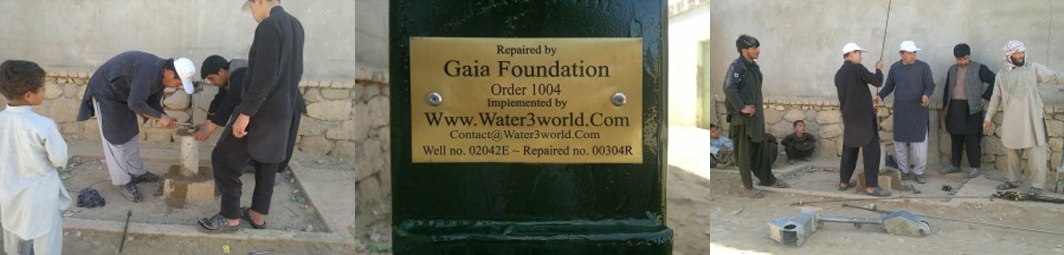 Repaired by
Gaia Foundation
Order 1004
Implemented by
Www.Water3world.Com
Contact@Water3world.Com
Well no. 02042E ~ Repaired no. 00304R